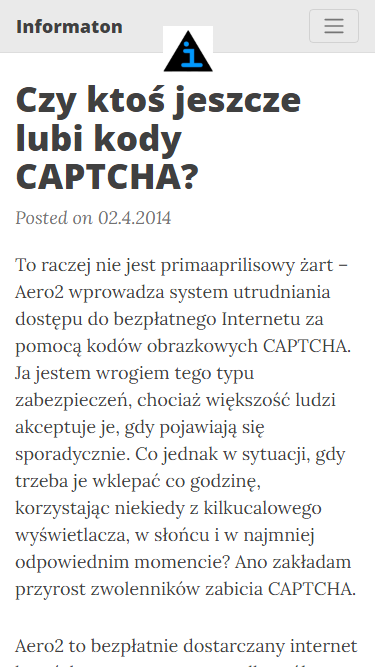 Informaton
i
Czy ktoś jeszcze
lubi kody
CAPTCHA?
Posted on 02.4.2014
To raczej nie jest primaaprilisowy żart –
Aero2 wprowadza system utrudniania
dostępu do bezpłatnego Internetu za
pomocą kodów obrazkowych CAPTCHA.
Ja jestem wrogiem tego typu
zabezpieczeń, chociaż większość ludzi
akceptuje je, gdy pojawiają się
sporadycznie. Co jednak w sytuacji, gdy
trzeba je wklepać co godzinę,
korzystając niekiedy z kilkucalowego
wyświetlacza, w słońcu i w najmniej
odpowiednim momencie? Ano zakładam
przyrost zwolenników zabicia CAPTCHA.
Aero2 to bezpłatnie dostarczany internet